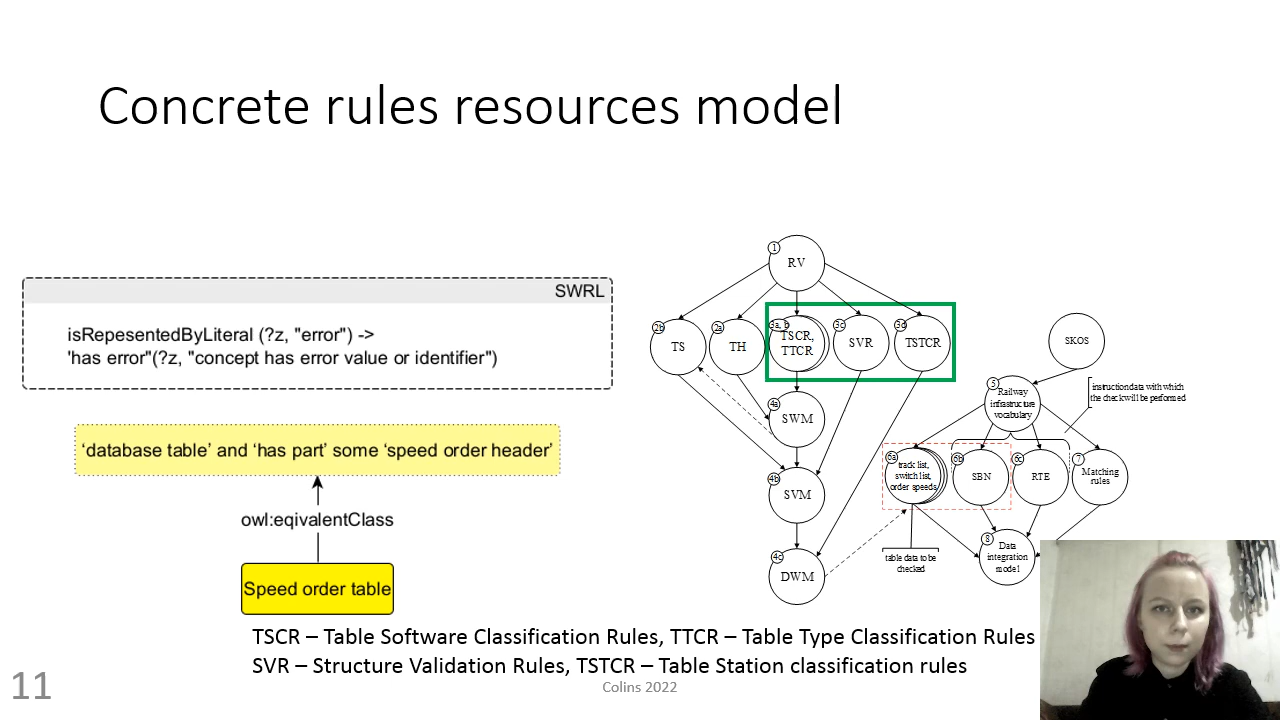 Concrete rules resources model
SWRL
isRepesentedByLiteral (?z, "error") ->
'has error"(?z, "concept has error value or identifier")
‘database table’ and ‘has part’ some ‘speed order header’
owl:eqivalentClass
Speed order table
1
RV
2b
TS
2a
TH
3a, b
TSCR,
TTCR
3c
SVR
3d
TSTCR
4a
SWM
4b
SVM
4c
DWM
SKOS
5
Railway
infrastructure
vocabulary
instruction data with which
the check will be performed
6a
track list,
switch list,
order speeds
6b
SBN
6c
RTE
7
Matching
rules
8
Data
integration
model
table data to be
checked
TSCR – Table Software Classification Rules, TTCR – Table Type Classification Rules
SVR – Structure Validation Rules, TSTCR – Table Station classification rules
11
Colins 2022